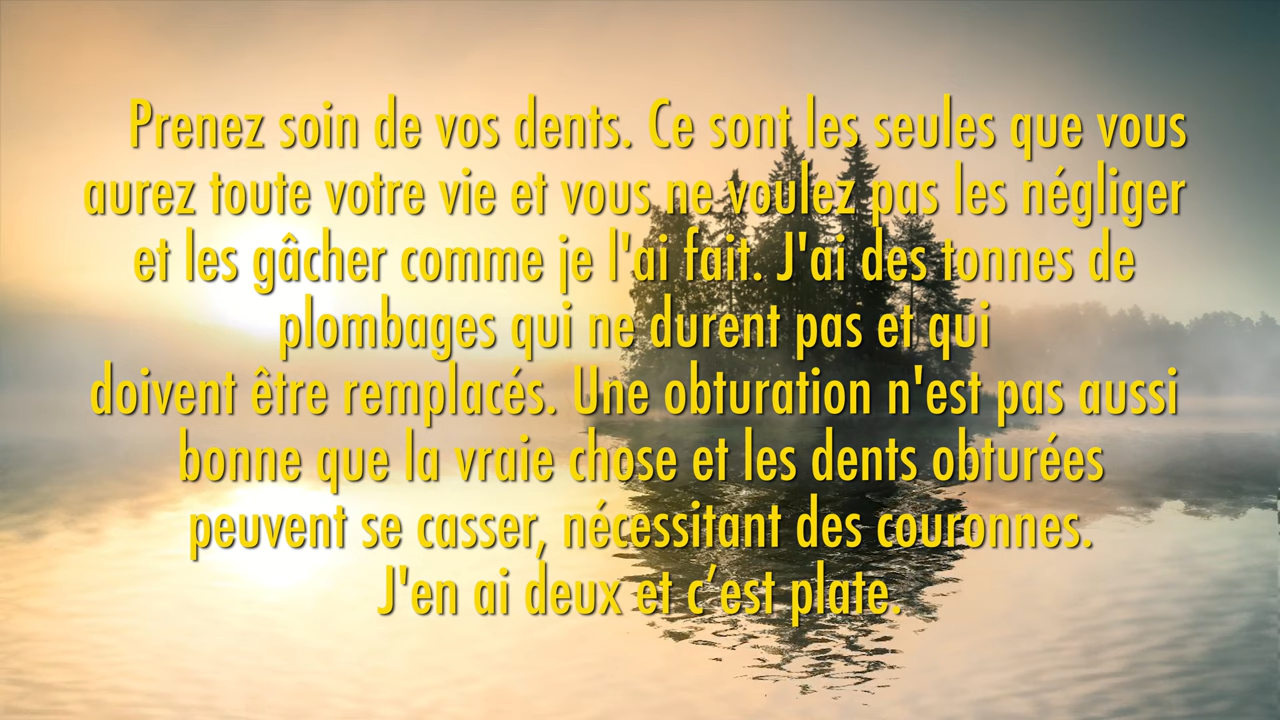 Prenez soin de vos dents. Ce sont les seules que vous
aurez toute votre vie et vous ne voulez pas les négliger
et les gâcher comme je l'ai fait. J'ai des tonnes de
plombages qui ne durent pas et qui
doivent être remplacés. Une obturation n'est pas aussi
bonne que la vraie chose et les dents obturées
peuvent se casser, nécessitant des couronnes.
J'en ai deux et c’est plate.